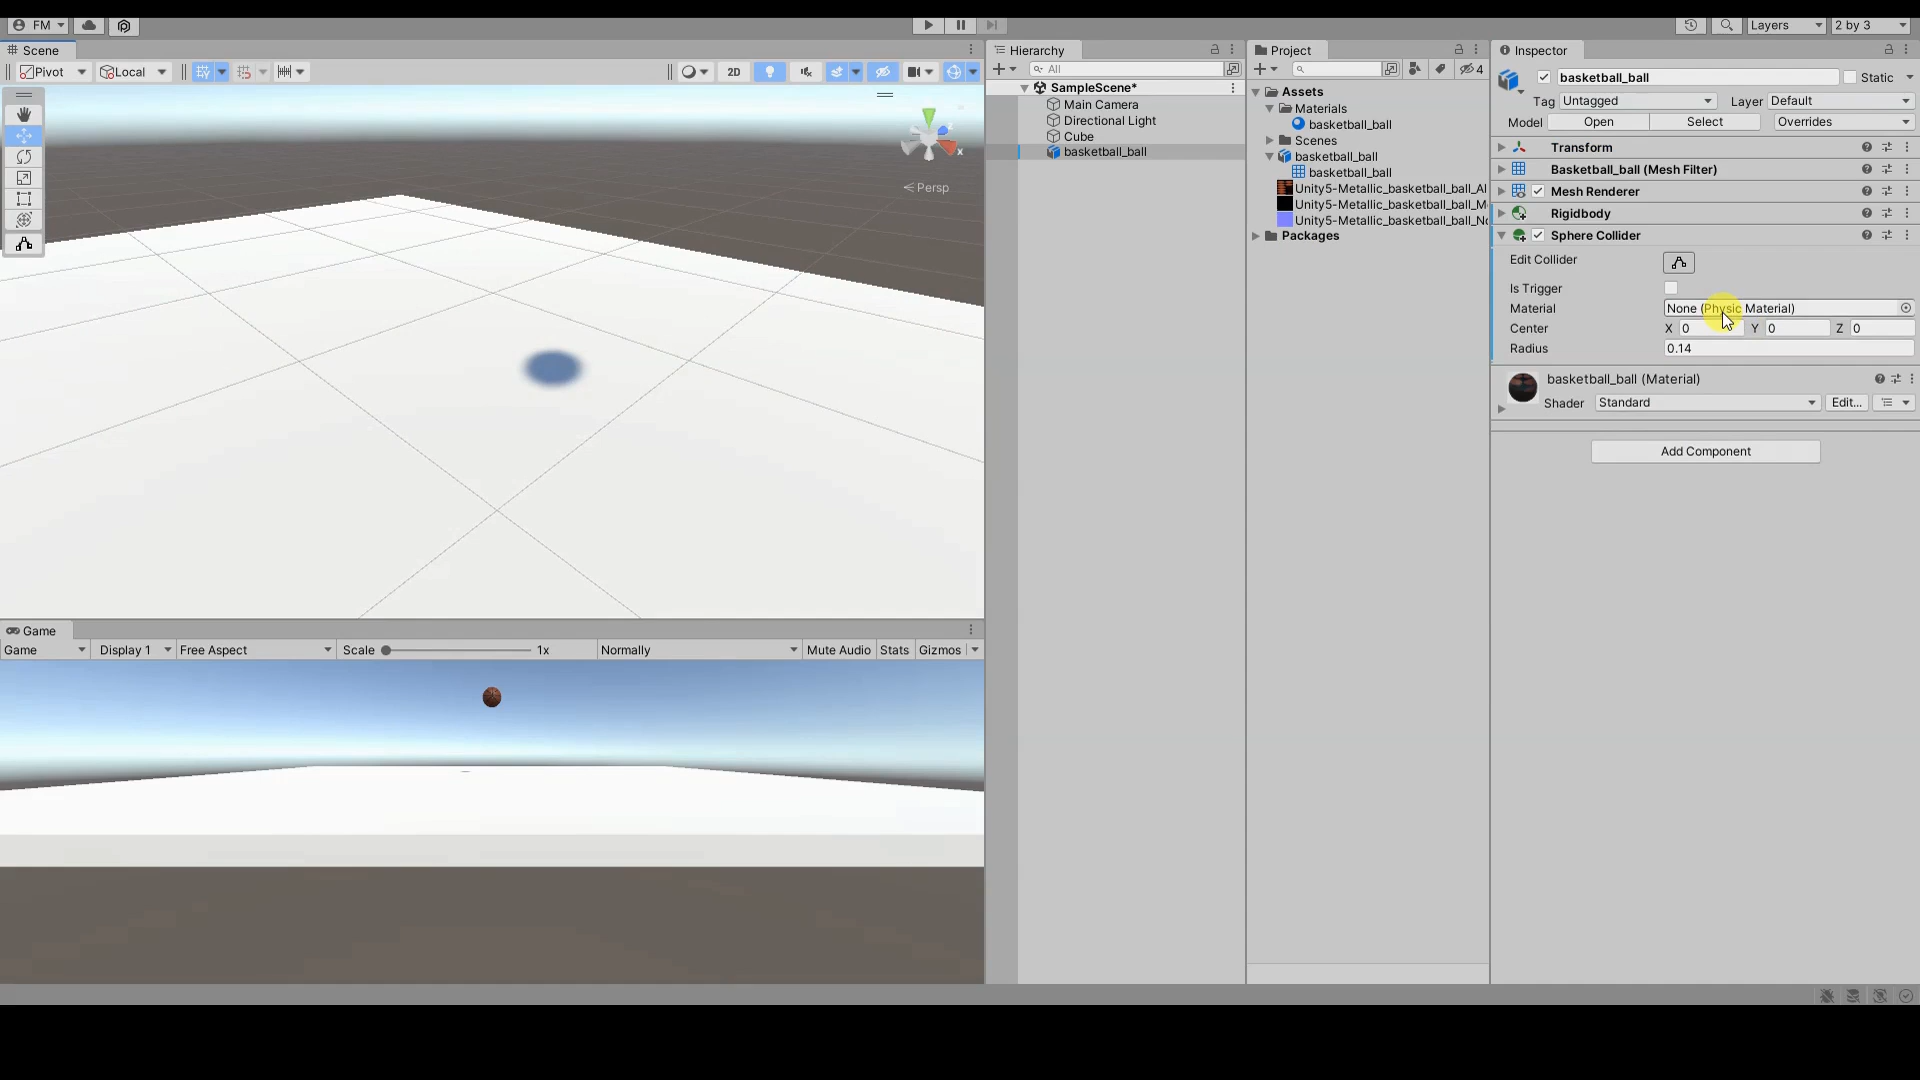 FM
Layers
2 by 3
Scene
Pivot
Local
2D
x
Persp
Game
Game
Display 1
Free Aspect
Scale
1x
Normally
Mute Audio
Stats
Gizmos
Hierarchy
All
SampleScene*
Main Camera
Directional Light
Cube
basketball_ball
Project
4
Assets
Materials
basketball_ball
Scenes
basketball_ball
basketball_ball
Unity5-Metallic_basketball_ball_Al
Unity5-Metallic_basketball_ball_M
Unity5-Metallic_basketball_ball_No
Packages
Inspector
basketball_ball
Static
Tag Untagged Layer Default
Model Open Select Overrides
Transform
Basketball_ball (Mesh Filter)
Mesh Renderer
Rigidbody
Sphere Collider
Edit Collider
Is Trigger
Material None (Physic Material)
Center X 0 Y 0 Z 0
Radius 0.14
basketball_ball (Material)
Shader Standard Edit...
Add Component